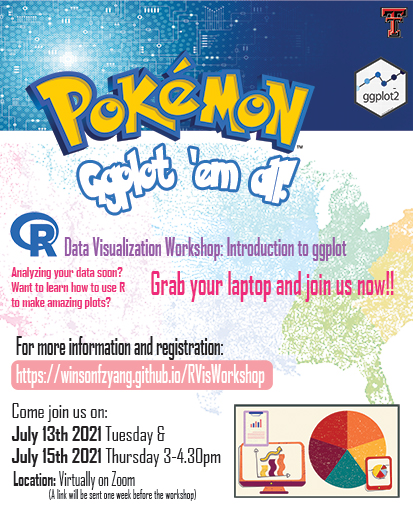 T
POKéMON
TM
ggplot2
Ggplot 'em all!
R
Data Visualization Workshop: Introduction to ggplot
Analyzing your data soon?
Want to learn how to use R
to make amazing plots?
Grab your laptop and join us now!!
For more information and registration:
https://winsonfzyang.github.io/RVisWorkshop
Come join us on:
July 13th 2021 Tuesday &
July 15th 2021 Thursday 3-4.30pm
Location: Virtually on Zoom
(A link will be sent one week before the workshop)